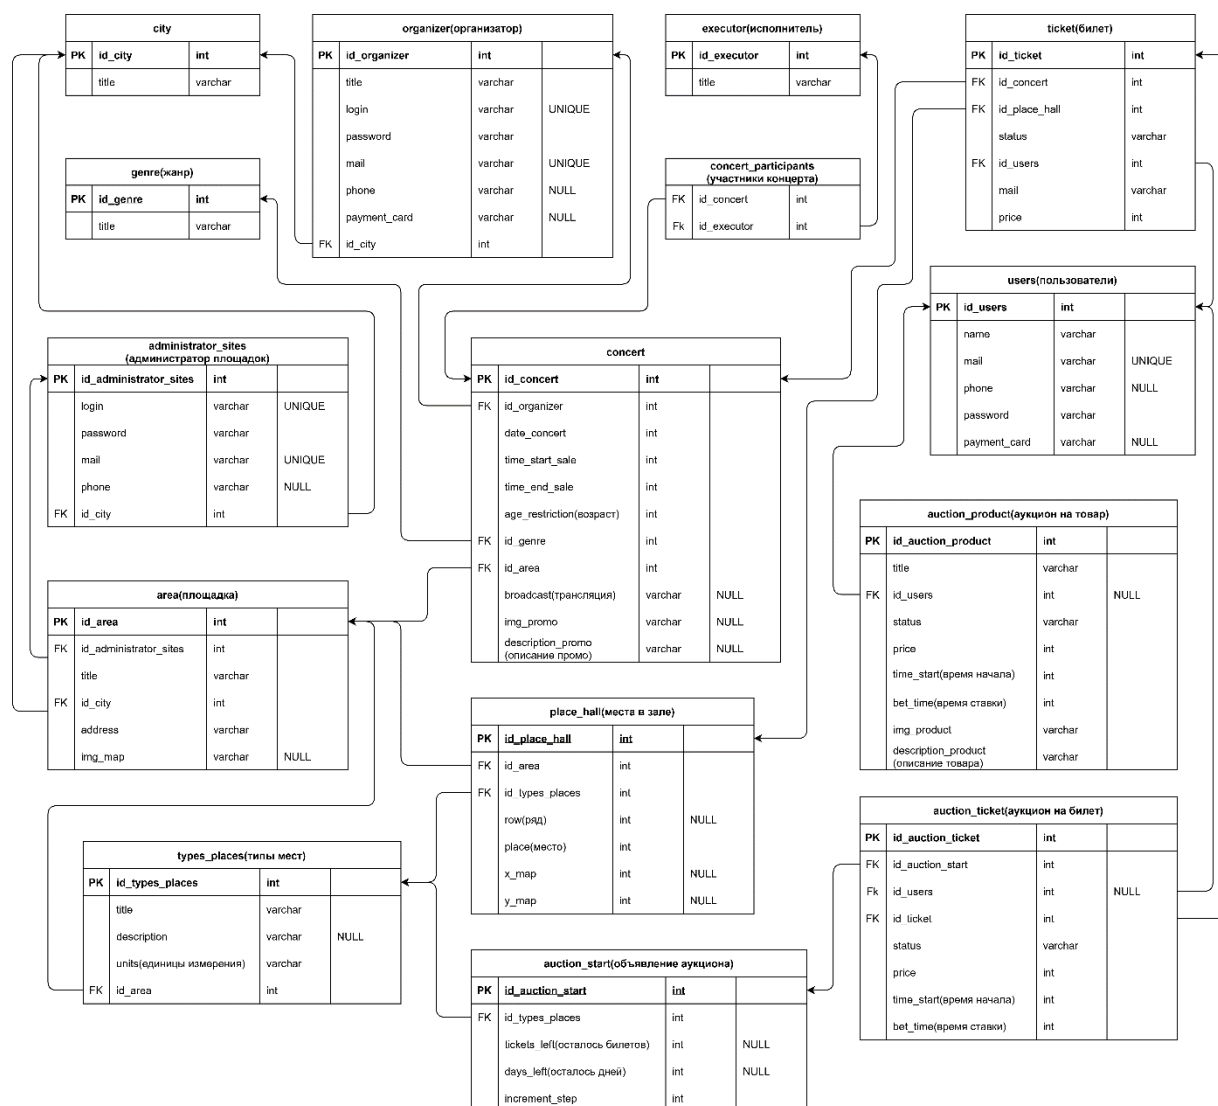 city
PK id_city int
title varchar
organizer(организатор)
PK id_organizer int
title varchar
login varchar UNIQUE
password varchar
mail varchar UNIQUE
phone varchar NULL
payment_card varchar NULL
FK id_city int
executor(исполнитель)
PK id_executor int
title varchar
ticket(билет)
PK id_ticket int
FK id_concert int
FK id_place_hall int
status varchar
FK id_users int
mail varchar
price int
genre(жанр)
PK id_genre int
title varchar
concert_participants
(участники концерта)
FK id_concert int
Fk id_executor int
users(пользователи)
PK id_users int
name varchar
mail varchar UNIQUE
phone varchar NULL
password varchar
payment_card varchar NULL
administrator_sites
(администратор площадок)
PK id_administrator_sites int
login varchar UNIQUE
password varchar
mail varchar UNIQUE
phone varchar NULL
FK id_city int
concert
PK id_concert int
FK id_organizer int
date_concert int
time_start_sale int
time_end_sale int
age_restriction(возраст) int
FK id_genre int
FK id_area int
broadcast(трансляция) varchar NULL
img_promo varchar NULL
description_promo
(описание промо) varchar NULL
auction_product(аукцион на товар)
PK id_auction_product int
title varchar
FK id_users int NULL
status varchar
price int
time_start(время начала) int
bet_time(время ставки) int
img_product varchar
description_product
(описание товара) varchar
area(площадка)
PK id_area int
FK id_administrator_sites int
title varchar
FK id_city int
address varchar
img_map varchar NULL
place_hall(места в зале)
PK id_place_hall int
FK id_area int
FK id_types_places int
row(ряд) int NULL
place(место) int
x_map int NULL
y_map int NULL
auction_ticket(аукцион на билет)
PK id_auction_ticket int
FK id_auction_start int
Fk id_users int NULL
FK id_ticket int
status varchar
price int
time_start(время начала) int
bet_time(время ставки) int
types_places(типы мест)
PK id_types_places int
title varchar
description varchar NULL
units(единицы измерения) varchar
FK id_area int
auction_start(объявление аукциона)
PK id_auction_start int
FK id_types_places int
tickets_left(осталось билетов) int NULL
days_left(осталось дней) int NULL
increment_step int